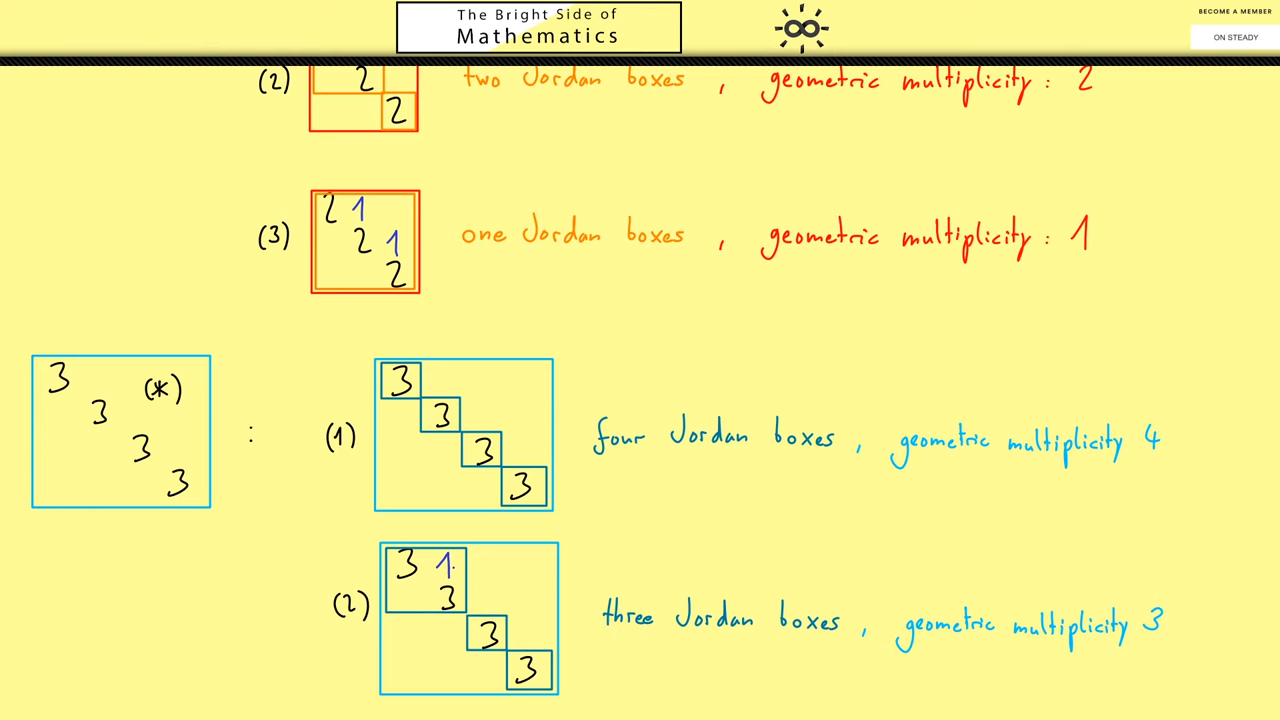 The Bright Side of
Mathematics
BECOME A MEMBER
ON STEADY
(2) 2 two Jordan boxes , geometric multiplicity : 2
2
2 1
(3) 2 1 one Jordan boxes , geometric multiplicity : 1
2
3 (*)
3
3
3
:
(1) 3
3 four Jordan boxes , geometric multiplicity 4
3
3
3 1
(2) 3 three Jordan boxes , geometric multiplicity 3
3
3